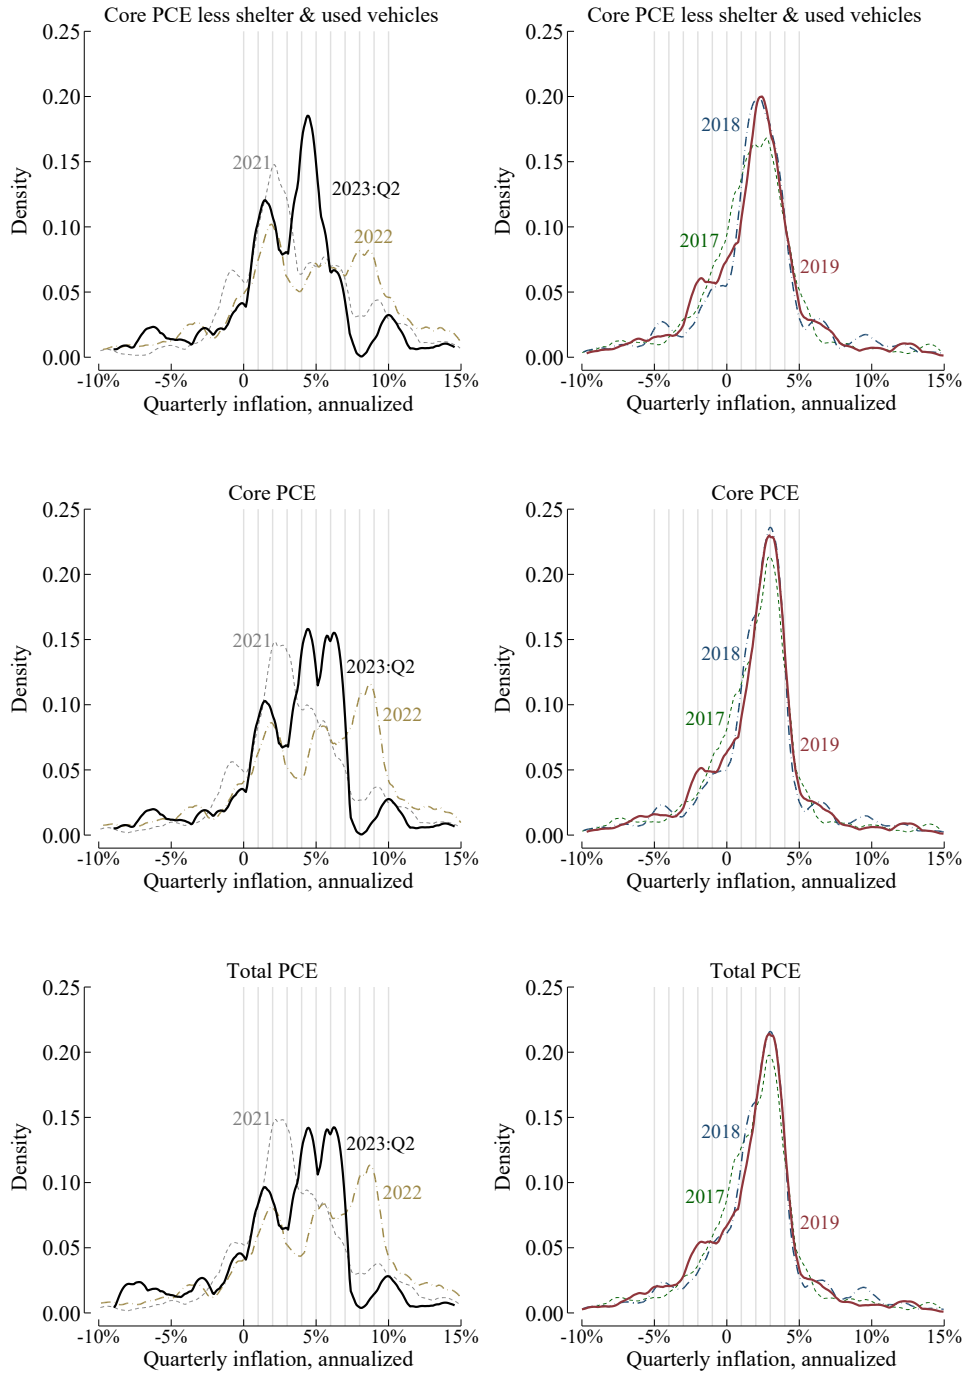 Core PCE less shelter & used vehicles
0.25
0.20
0.15
0.10
0.05
0.00
Density
2021
2023:Q2
2022
-10% -5% 0 5% 10% 15%
Quarterly inflation, annualized
Core PCE less shelter & used vehicles
0.25
0.20
0.15
0.10
0.05
0.00
Density
2018
2017
2019
-10% -5% 0 5% 10% 15%
Quarterly inflation, annualized
Core PCE
0.25
0.20
0.15
0.10
0.05
0.00
Density
2021
2023:Q2
2022
-10% -5% 0 5% 10% 15%
Quarterly inflation, annualized
Core PCE
0.25
0.20
0.15
0.10
0.05
0.00
Density
2018
2017
2019
-10% -5% 0 5% 10% 15%
Quarterly inflation, annualized
Total PCE
0.25
0.20
0.15
0.10
0.05
0.00
Density
2021
2023:Q2
2022
-10% -5% 0 5% 10% 15%
Quarterly inflation, annualized
Total PCE
0.25
0.20
0.15
0.10
0.05
0.00
Density
2018
2017
2019
-10% -5% 0 5% 10% 15%
Quarterly inflation, annualized